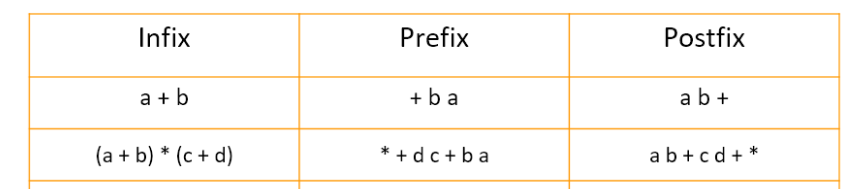 Infix Prefix Postfix
a + b + b a a b +
(a + b) * (c + d) * + d c + b a a b + c d + *